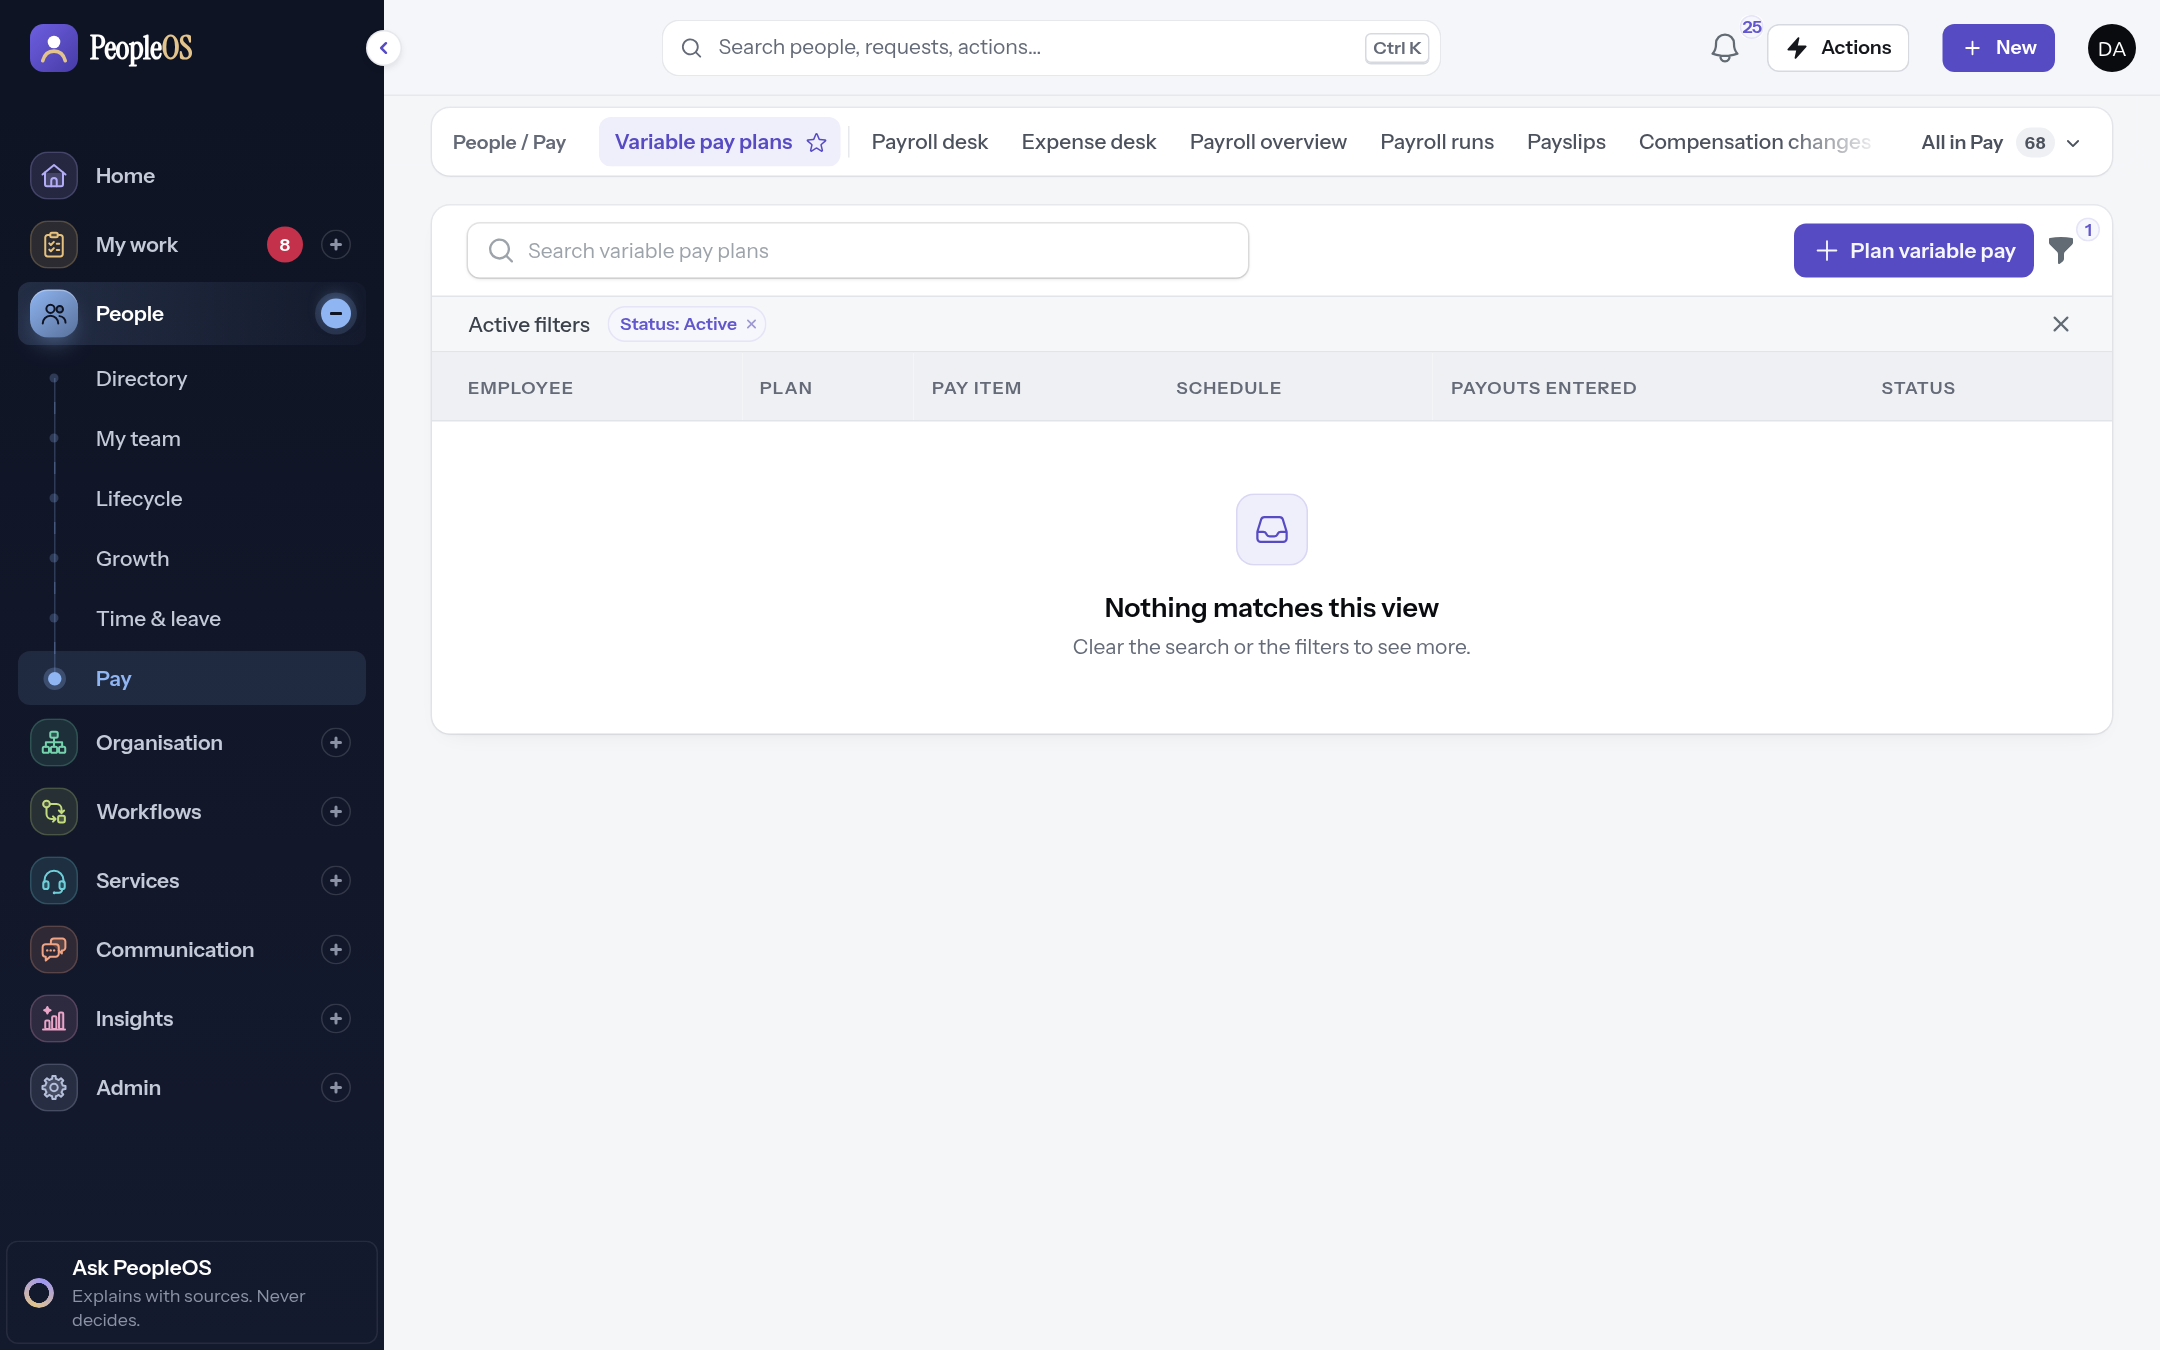 PeopleOS
Search people, requests, actions...
Ctrl K
25
Actions
New
DA
Home
My work
8
People
Directory
My team
Lifecycle
Growth
Time & leave
Pay
Organisation
Workflows
Services
Communication
Insights
Admin
Ask PeopleOS
Explains with sources. Never
decides.
People / Pay
Variable pay plans
Payroll desk
Expense desk
Payroll overview
Payroll runs
Payslips
Compensation changes
All in Pay
68
Search variable pay plans
Plan variable pay
1
Active filters
Status: Active
EMPLOYEE
PLAN
PAY ITEM
SCHEDULE
PAYOUTS ENTERED
STATUS
Nothing matches this view
Clear the search or the filters to see more.